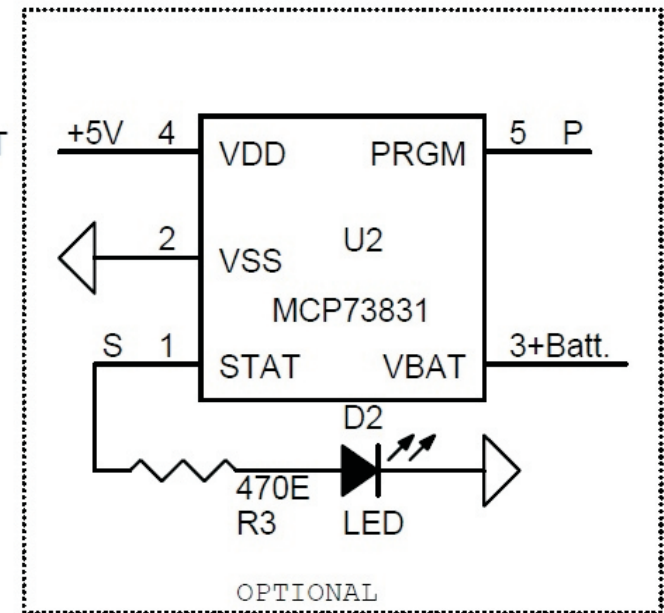 T
+5V 4 VDD PRGM 5 P
2 VSS U2
MCP73831
S 1 STAT VBAT 3+Batt.
D2
470E
R3 LED
OPTIONAL